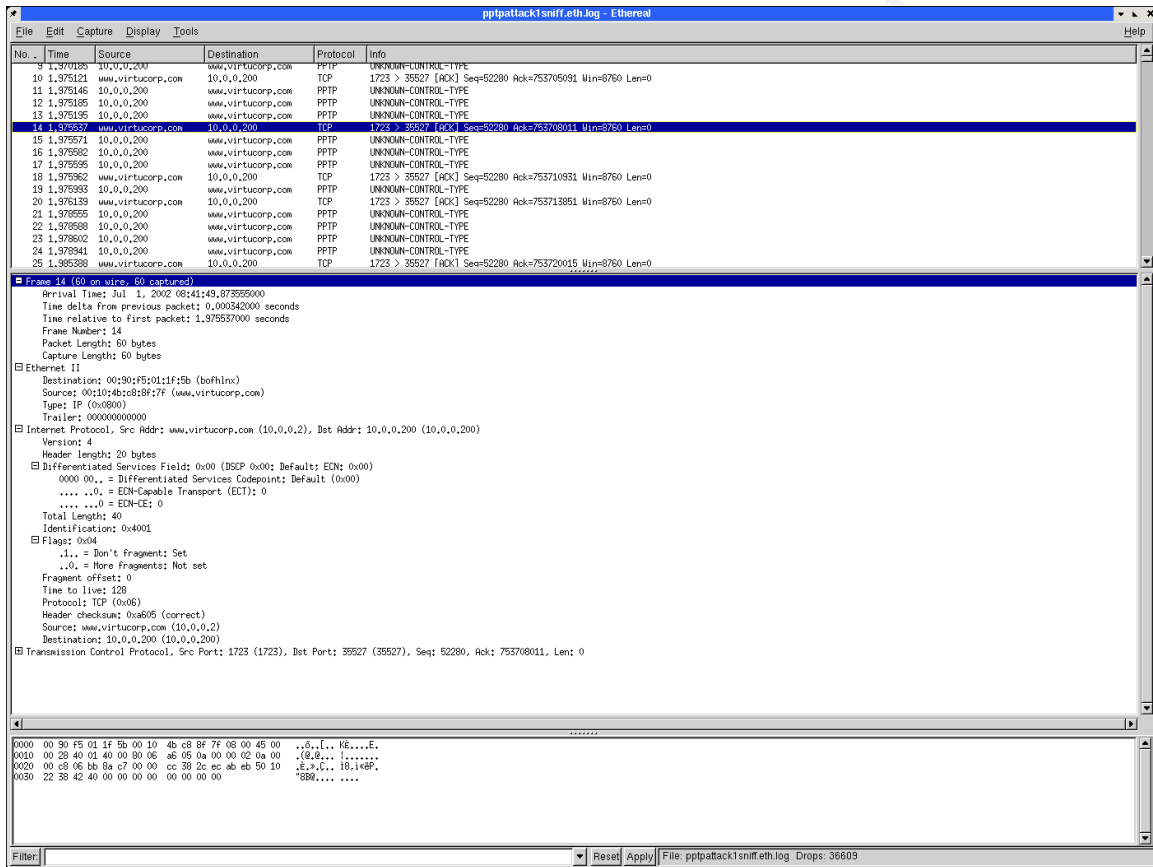 pptpattack1sniff.eth.log - Ethereal
File Edit Capture Display Tools Help
No. . Time Source Destination Protocol Info
9 1.970185 10.0.0.200 www.virtucorp.com PPTP UNKNOWN-CONTROL-TYPE
10 1.975121 www.virtucorp.com 10.0.0.200 TCP 1723 > 35527 [ACK] Seq=52280 Ack=753705091 Win=8760 Len=0
11 1.975146 10.0.0.200 www.virtucorp.com PPTP UNKNOWN-CONTROL-TYPE
12 1.975185 10.0.0.200 www.virtucorp.com PPTP UNKNOWN-CONTROL-TYPE
13 1.975195 10.0.0.200 www.virtucorp.com PPTP UNKNOWN-CONTROL-TYPE
14 1.975537 www.virtucorp.com 10.0.0.200 TCP 1723 > 35527 [ACK] Seq=52280 Ack=753708011 Win=8760 Len=0
15 1.975571 10.0.0.200 www.virtucorp.com PPTP UNKNOWN-CONTROL-TYPE
16 1.975582 10.0.0.200 www.virtucorp.com PPTP UNKNOWN-CONTROL-TYPE
17 1.975595 10.0.0.200 www.virtucorp.com PPTP UNKNOWN-CONTROL-TYPE
18 1.975962 www.virtucorp.com 10.0.0.200 TCP 1723 > 35527 [ACK] Seq=52280 Ack=753710931 Win=8760 Len=0
19 1.975993 10.0.0.200 www.virtucorp.com PPTP UNKNOWN-CONTROL-TYPE
20 1.976139 www.virtucorp.com 10.0.0.200 TCP 1723 > 35527 [ACK] Seq=52280 Ack=753713851 Win=8760 Len=0
21 1.978555 10.0.0.200 www.virtucorp.com PPTP UNKNOWN-CONTROL-TYPE
22 1.978588 10.0.0.200 www.virtucorp.com PPTP UNKNOWN-CONTROL-TYPE
23 1.978602 10.0.0.200 www.virtucorp.com PPTP UNKNOWN-CONTROL-TYPE
24 1.978941 10.0.0.200 www.virtucorp.com PPTP UNKNOWN-CONTROL-TYPE
25 1.985388 www.virtucorp.com 10.0.0.200 TCP 1723 > 35527 [ACK] Seq=52280 Ack=753720015 Win=8760 Len=0
Frame 14 (60 on wire, 60 captured)
Arrival Time: Jul 1, 2002 08:41:49.873555000
Time delta from previous packet: 0.000342000 seconds
Time relative to first packet: 1.975537000 seconds
Frame Number: 14
Packet Length: 60 bytes
Capture Length: 60 bytes
Ethernet II
Destination: 00:90:f5:01:1f:5b (bofhlnx)
Source: 00:10:4b:c8:8f:7f (www.virtucorp.com)
Type: IP (0x0800)
Trailer: 000000000000
Internet Protocol, Src Addr: www.virtucorp.com (10.0.0.2), Dst Addr: 10.0.0.200 (10.0.0.200)
Version: 4
Header length: 20 bytes
Differentiated Services Field: 0x00 (DSCP 0x00: Default; ECN: 0x00)
0000 00.. = Differentiated Services Codepoint: Default (0x00)
.... ..0. = ECN-Capable Transport (ECT): 0
.... ...0 = ECN-CE: 0
Total Length: 40
Identification: 0x4001
Flags: 0x04
.1.. = Don't fragment: Set
..0. = More fragments: Not set
Fragment offset: 0
Time to live: 128
Protocol: TCP (0x06)
Header checksum: 0xa605 (correct)
Source: www.virtucorp.com (10.0.0.2)
Destination: 10.0.0.200 (10.0.0.200)
Transmission Control Protocol, Src Port: 1723 (1723), Dst Port: 35527 (35527), Seq: 52280, Ack: 753708011, Len: 0
0000 00 90 f5 01 1f 5b 00 10 4b c8 8f 7f 08 00 45 00 ..õ..[.. KÈ....E.
0010 00 28 40 01 40 00 80 06 a6 05 0a 00 00 02 0a 00 .(@.@... ¦.......
0020 00 c8 06 bb 8a c7 00 00 cc 38 2c ec ab eb 50 10 .È.».Ç.. Ì8,ì«ëP.
0030 22 38 42 40 00 00 00 00 00 00 00 00 "8B@.... ....
Filter: Reset Apply File: pptpattack1sniff.eth.log Drops: 36609